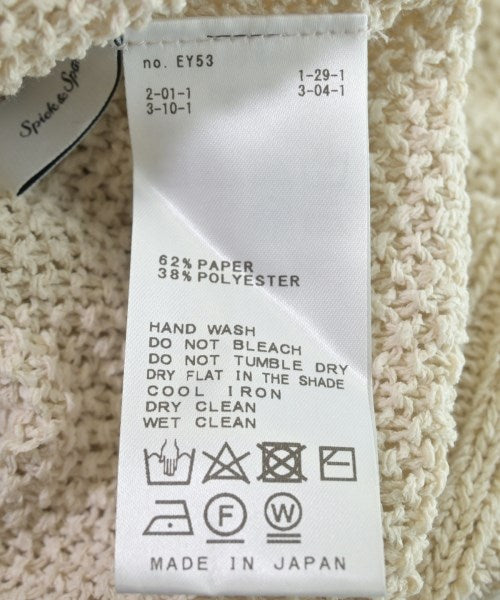 Spick & Spa
no. EY53
1-29-1
2-01-1 3-04-1
3-10-1
62% PAPER
38% POLYESTER
HAND WASH
DO NOT BLEACH
DO NOT TUMBLE DRY
DRY FLAT IN THE SHADE
COOL IRON
DRY CLEAN
WET CLEAN
F W
MADE IN JAPAN